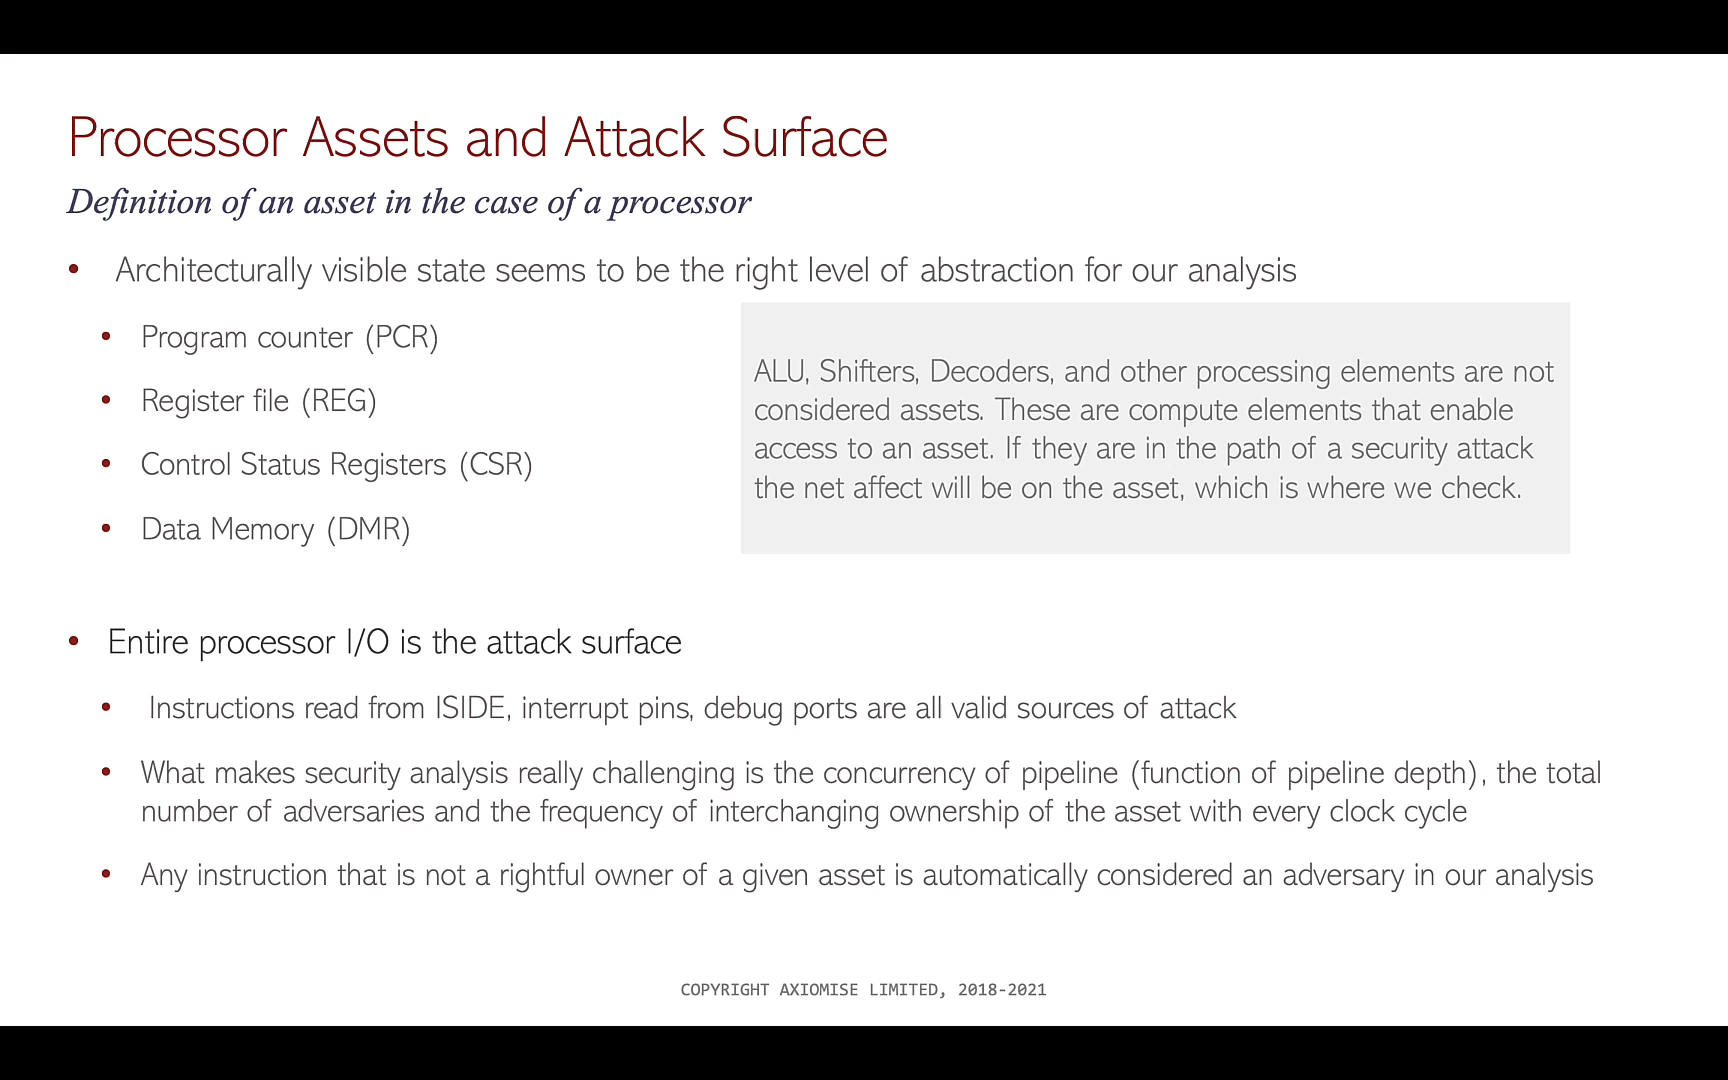 Processor Assets and Attack Surface
Definition of an asset in the case of a processor
• Architecturally visible state seems to be the right level of abstraction for our analysis
• Program counter (PCR)
• Register file (REG)
• Control Status Registers (CSR)
• Data Memory (DMR)
ALU, Shifters, Decoders, and other processing elements are not
considered assets. These are compute elements that enable
access to an asset. If they are in the path of a security attack
the net affect will be on the asset, which is where we check.
• Entire processor I/O is the attack surface
• Instructions read from ISIDE, interrupt pins, debug ports are all valid sources of attack
• What makes security analysis really challenging is the concurrency of pipeline (function of pipeline depth), the total
number of adversaries and the frequency of interchanging ownership of the asset with every clock cycle
• Any instruction that is not a rightful owner of a given asset is automatically considered an adversary in our analysis
COPYRIGHT AXIOMISE LIMITED, 2018-2021